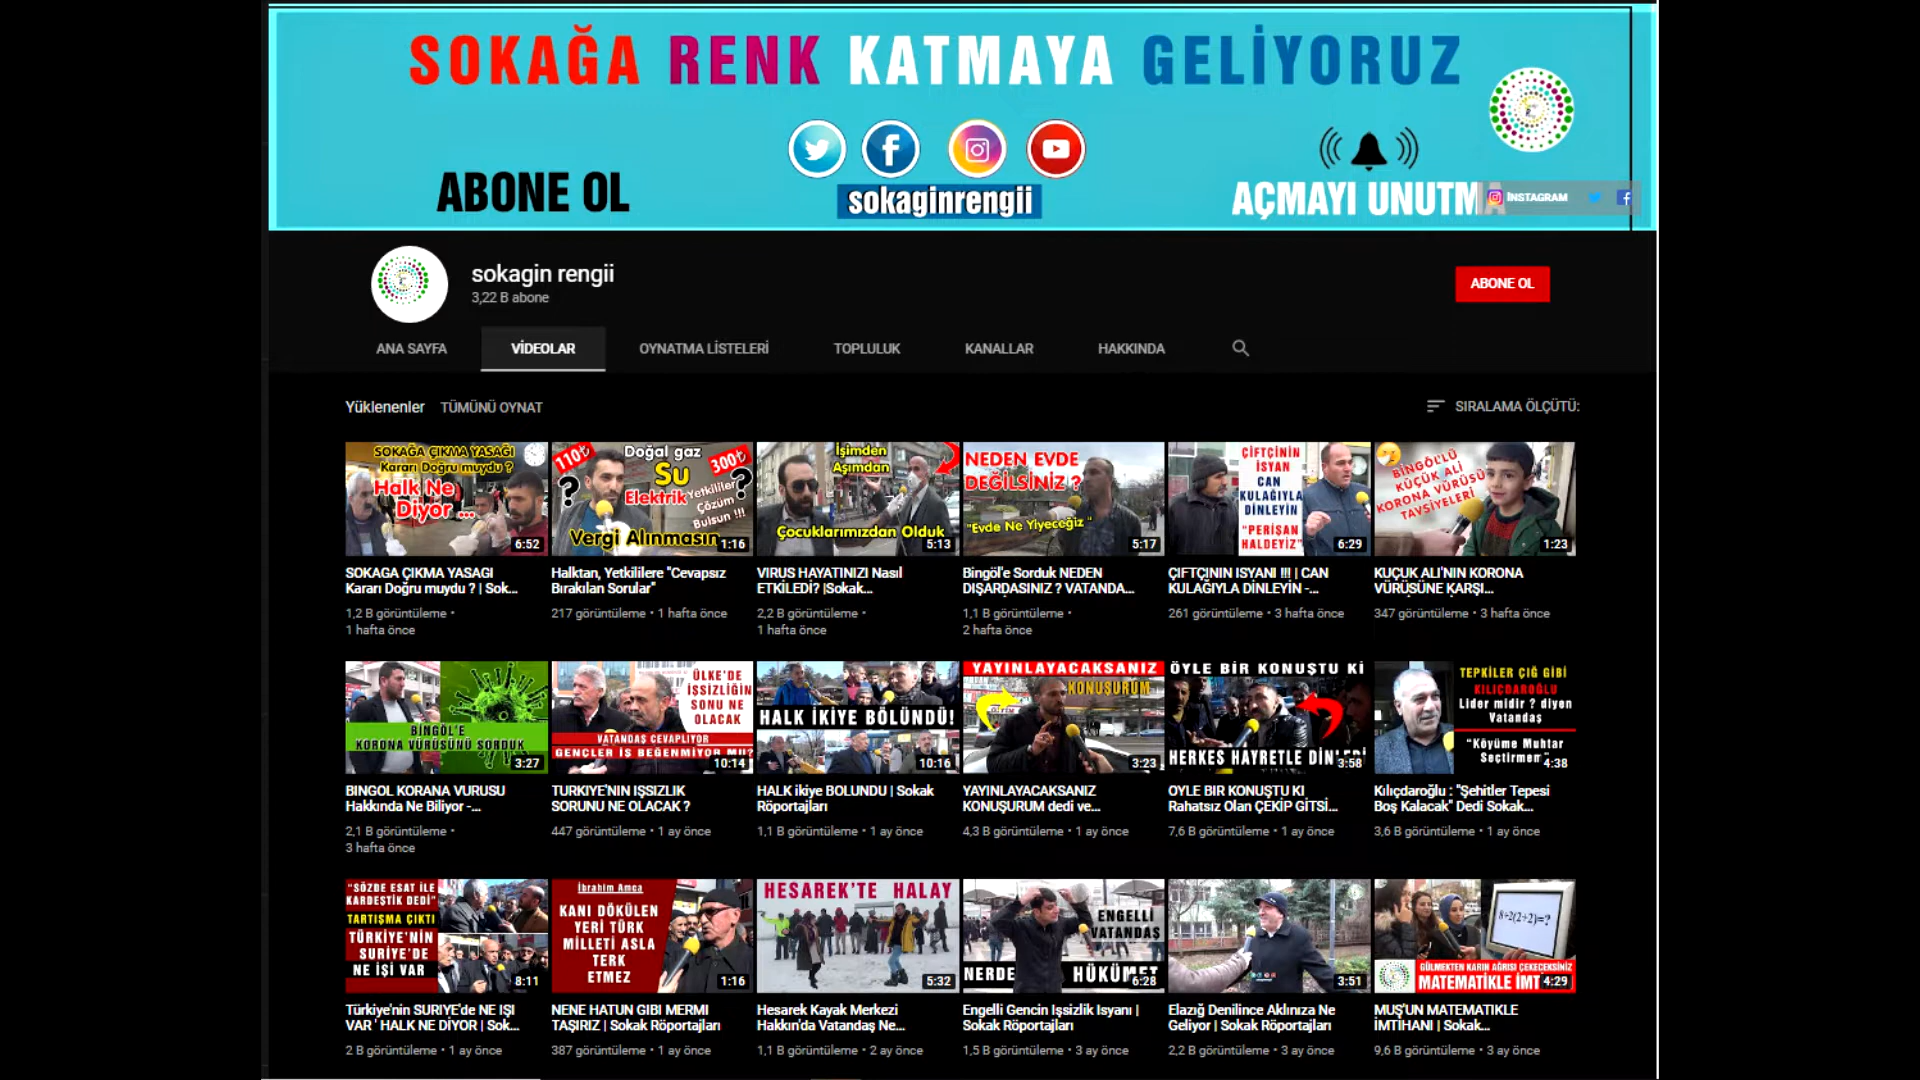 SOKAĞA RENK KATMAYA GELİYORUZ
ABONE OL
sokaginrengii
AÇMAYI UNUTMA
INSTAGRAM
sokagin rengii
3,22 B abone
ABONE OL
ANA SAYFA
VİDEOLAR
OYNATMA LİSTELERİ
TOPLULUK
KANALLAR
HAKKINDA
Yüklenenler
TÜMÜNÜ OYNAT
SIRALAMA ÖLÇÜTÜ:
SOKAĞA ÇIKMA YASAĞI
Kararı Doğru muydu ?
Halk Ne
Diyor ...
6:52
110₺
Doğal gaz
Su
300₺
Elektrik
Yetkililer
Çözüm
Bulsun !!!
Vergi Alınmasın
1:16
İşimden
Aşımdan
Çocuklarımızdan Olduk
5:13
NEDEN EVDE
DEĞİLSİNİZ ?
"Evde Ne Yiyeceğiz"
5:17
ÇİFTÇİNİN
İSYAN
CAN
KULAĞIYLA
DİNLEYİN
"PERİŞAN
HALDEYİZ"
6:29
BİNGÖL'LÜ
KÜÇÜK ALİ
KORONA VÜRÜSÜ
TAVSİYELERİ
1:23
SOKAGA ÇIKMA YASAGI
Kararı Doğru muydu ? | Sok...
1,2 B görüntüleme •
1 hafta önce
Halktan, Yetkililere "Cevapsız
Bırakılan Sorular"
217 görüntüleme • 1 hafta önce
VIRUS HAYATINIZI Nasıl
ETKİLEDİ? |Sokak...
2,2 B görüntüleme •
1 hafta önce
Bingöl'e Sorduk NEDEN
DIŞARDASINIZ ? VATANDA...
1,1 B görüntüleme •
2 hafta önce
ÇIFTÇININ ISYANI !!! | CAN
KULAĞIYLA DİNLEYİN -...
261 görüntüleme • 3 hafta önce
KUÇUK ALI'NIN KORONA
VÜRÜSÜNE KARŞI...
347 görüntüleme • 3 hafta önce
BİNGÖL'E
KORONA VÜRÜSÜNÜ SORDUK
3:27
ÜLKE'DE
İŞSİZLİĞİN
SONU NE
OLACAK
VATANDAŞ CEVAPLIYOR
GENÇLER İŞ BEĞENMİYOR MU?
10:14
HALK İKİYE BÖLÜNDÜ!
10:16
YAYINLAYACAKSANIZ
KONUŞURUM
3:23
ÖYLE BİR KONUŞTU Kİ
HERKES HAYRETLE DİNLEDİ
3:58
TEPKİLER ÇIĞ GİBİ
KILIÇDAROĞLU
Lider midir ? diyen
Vatandaş
"Köyüme Muhtar
Seçtirmem"
4:38
BINGOL KORANA VURUSU
Hakkında Ne Biliyor -...
2,1 B görüntüleme •
3 hafta önce
TURKIYE'NIN IŞSIZLIK
SORUNU NE OLACAK ?
447 görüntüleme • 1 ay önce
HALK ikiye BOLUNDU | Sokak
Röportajları
1,1 B görüntüleme • 1 ay önce
YAYINLAYACAKSANIZ
KONUŞURUM dedi ve...
4,3 B görüntüleme • 1 ay önce
OYLE BIR KONUŞTU KI
Rahatsız Olan ÇEKİP GİTSİ...
7,6 B görüntüleme • 1 ay önce
Kılıçdaroğlu : "Şehitler Tepesi
Boş Kalacak" Dedi Sokak...
3,6 B görüntüleme • 1 ay önce
"SÖZDE ESAT İLE
KARDEŞTİK DEDİ"
TARTIŞMA ÇIKTI
TÜRKİYE'NİN
SURİYE'DE
NE İŞİ VAR
8:11
İbrahim Amca
KANI DÖKÜLEN
YERİ TÜRK
MİLLETİ ASLA
TERK
ETMEZ
1:16
HESAREK'TE HALAY
5:32
ENGELLİ
VATANDAŞ
NERDE HÜKÜMET
6:28
3:51
8÷2(2+2)=?
GÜLMEKTEN KARIN AĞRISI ÇEKECEKSİNİZ
MATEMATİKLE İMT
4:29
Türkiye'nin SURIYE'de NE IŞI
VAR ' HALK NE DİYOR | Sok...
2 B görüntüleme • 1 ay önce
NENE HATUN GIBI MERMI
TAŞIRIZ | Sokak Röportajları
387 görüntüleme • 1 ay önce
Hesarek Kayak Merkezi
Hakkın'da Vatandaş Ne...
1,1 B görüntüleme • 2 ay önce
Engelli Gencin Işsizlik Isyanı |
Sokak Röportajları
1,5 B görüntüleme • 3 ay önce
Elazığ Denilince Aklınıza Ne
Geliyor | Sokak Röportajları
2,2 B görüntüleme • 3 ay önce
MUŞ'UN MATEMATIKLE
İMTİHANI | Sokak...
9,6 B görüntüleme • 3 ay önce